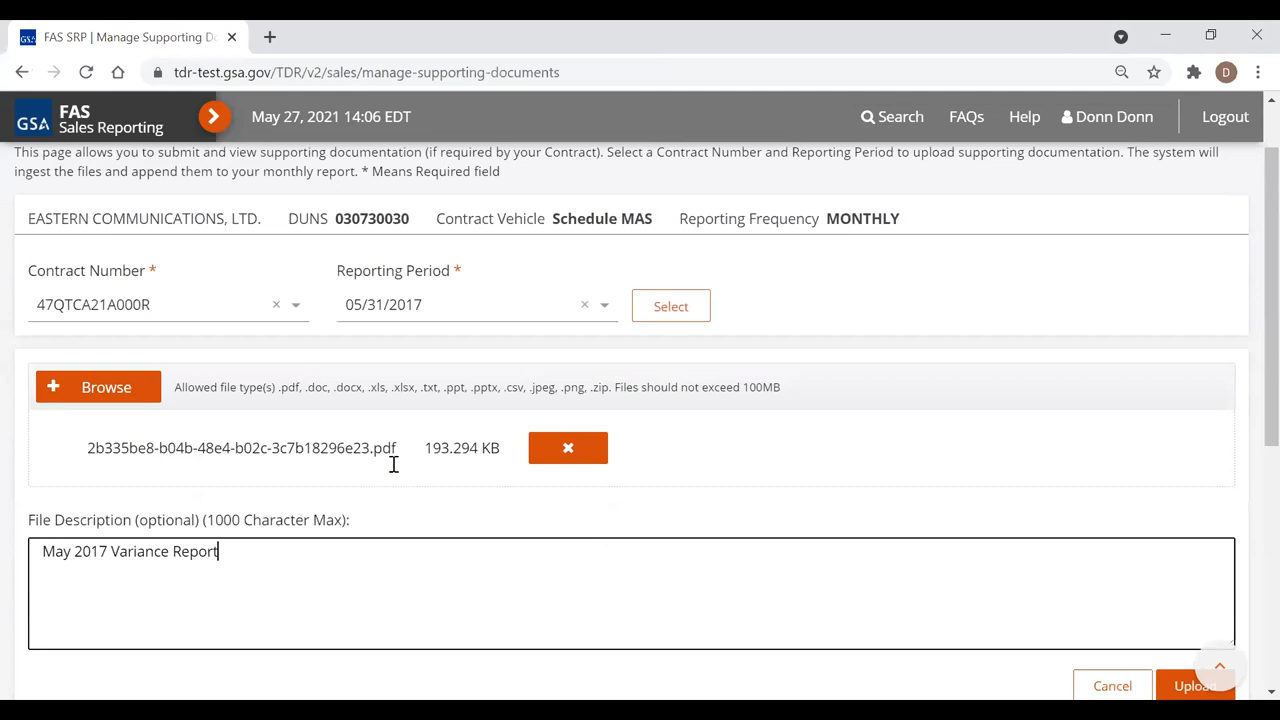 GSA FAS SRP | Manage Supporting Do
tdr-test.gsa.gov/TDR/v2/sales/manage-supporting-documents D
GSA FAS Sales Reporting May 27, 2021 14:06 EDT Search FAQs Help Donn Donn Logout
This page allows you to submit and view supporting documentation (if required by your Contract). Select a Contract Number and Reporting Period to upload supporting documentation. The system will
ingest the files and append them to your monthly report. * Means Required field
EASTERN COMMUNICATIONS, LTD. DUNS 030730030 Contract Vehicle Schedule MAS Reporting Frequency MONTHLY
Contract Number * Reporting Period *
47QTCA21A000R 05/31/2017 Select
Browse Allowed file type(s) .pdf, .doc, .docx, .xls, .xlsx, .txt, .ppt, .pptx, .csv, .jpeg, .png, .zip. Files should not exceed 100MB
2b335be8-b04b-48e4-b02c-3c7b18296e23.pdf 193.294 KB
File Description (optional) (1000 Character Max):
May 2017 Variance Report
Cancel Upload